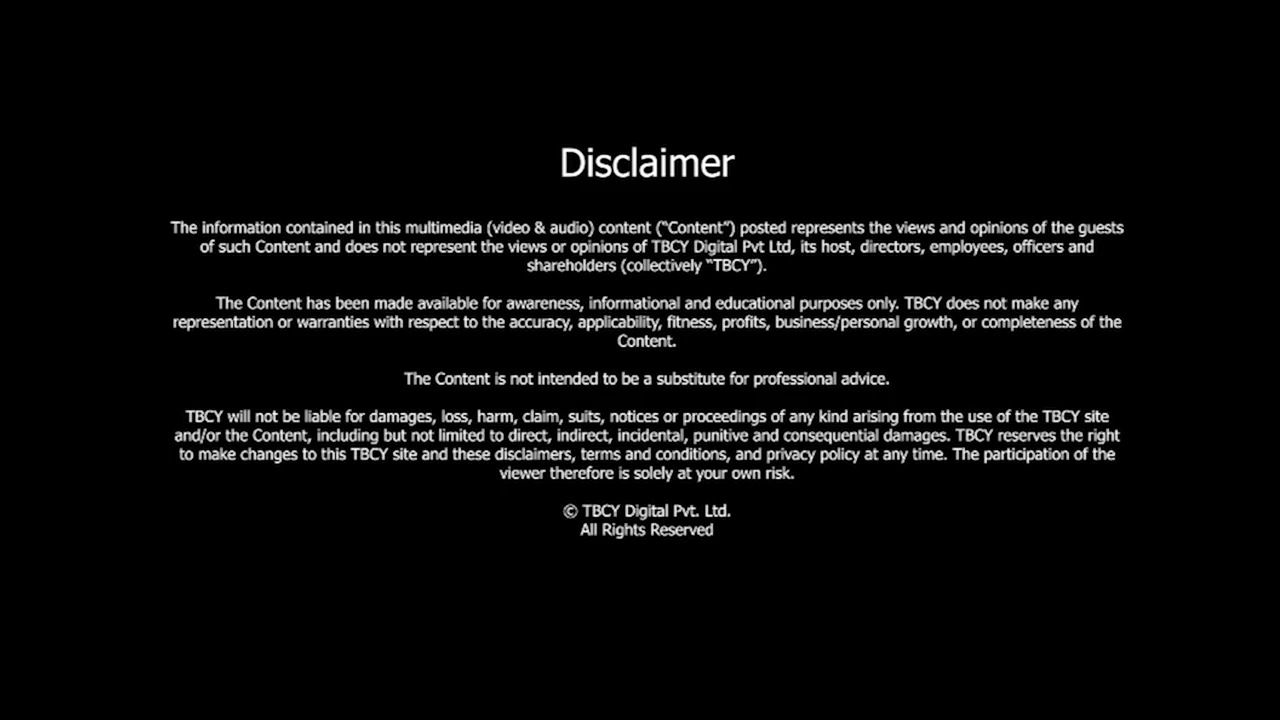 Disclaimer
The information contained in this multimedia (video & audio) content (“Content”) posted represents the views and opinions of the guests
of such Content and does not represent the views or opinions of TBCY Digital Pvt Ltd, its host, directors, employees, officers and
shareholders (collectively “TBCY”).
The Content has been made available for awareness, informational and educational purposes only. TBCY does not make any
representation or warranties with respect to the accuracy, applicability, fitness, profits, business/personal growth, or completeness of the
Content.
The Content is not intended to be a substitute for professional advice.
TBCY will not be liable for damages, loss, harm, claim, suits, notices or proceedings of any kind arising from the use of the TBCY site
and/or the Content, including but not limited to direct, indirect, incidental, punitive and consequential damages. TBCY reserves the right
to make changes to this TBCY site and these disclaimers, terms and conditions, and privacy policy at any time. The participation of the
viewer therefore is solely at your own risk.
© TBCY Digital Pvt. Ltd.
All Rights Reserved